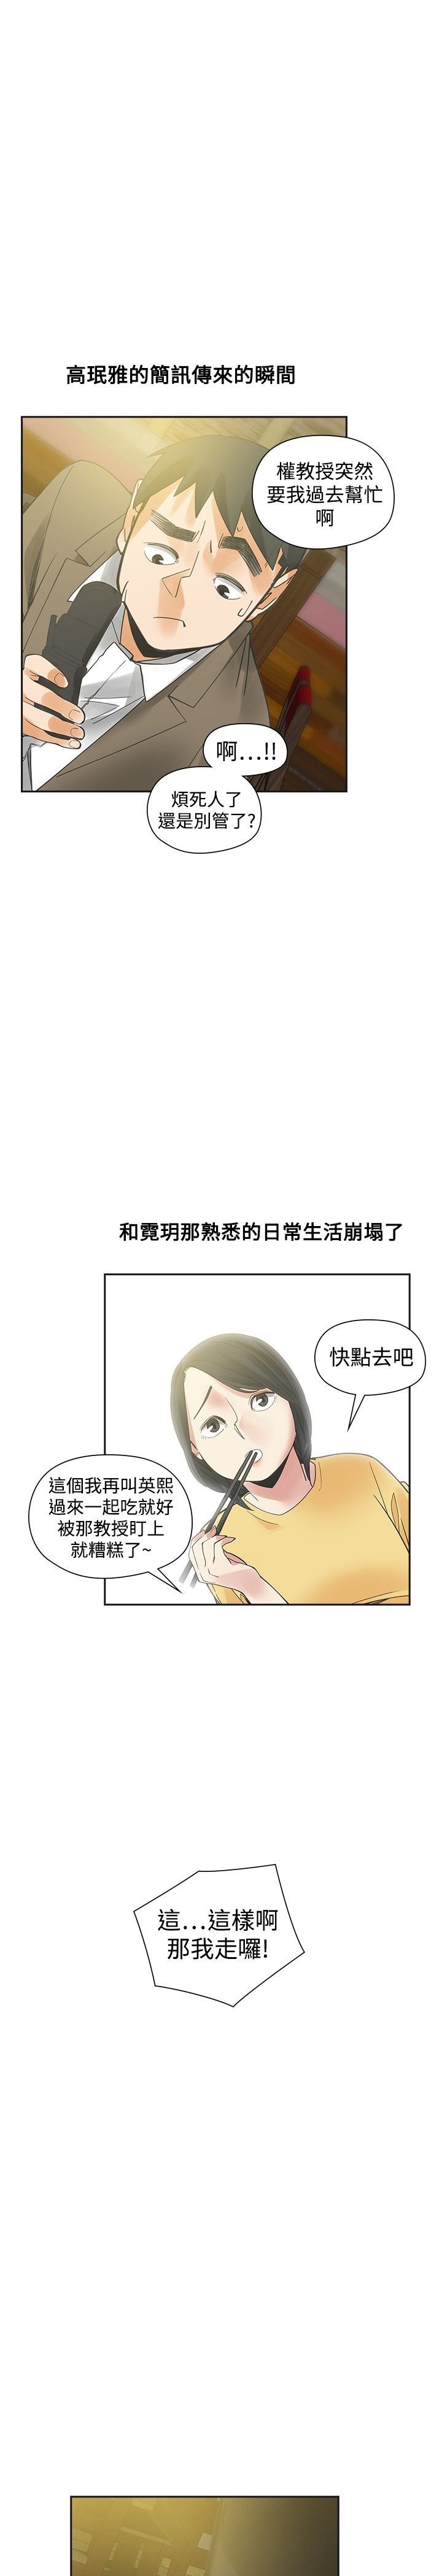 高珉雅的簡訊傳來的瞬間
權教授突然
要我過去幫忙
啊
啊...!!
煩死人了
還是別管了?
和霓玥那熟悉的日常生活崩塌了
快點去吧
這個我再叫英熙
過來一起吃就好
被那教授盯上
就糟糕了~
這...這樣啊
那我走囉!